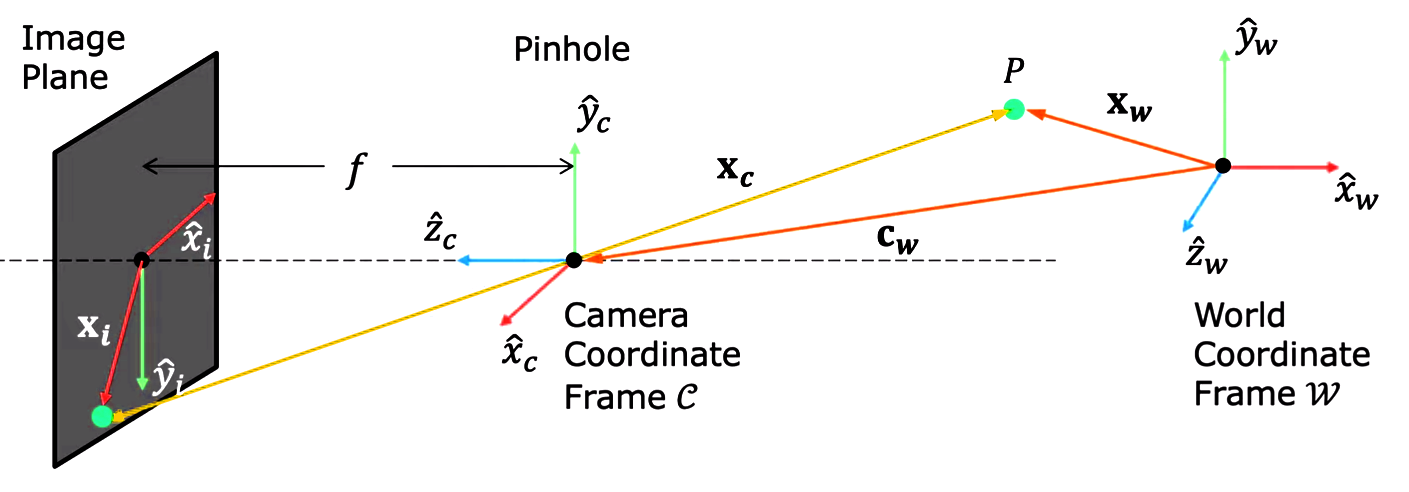 Image
Plane
Pinhole
P
ŷ_w
x_w
ŷ_c
f
x_c
x̂_w
x̂_i
ẑ_c
c_w
ẑ_w
x_i
ŷ_i
x̂_c
Camera
Coordinate
Frame 𝒞
World
Coordinate
Frame 𝒲